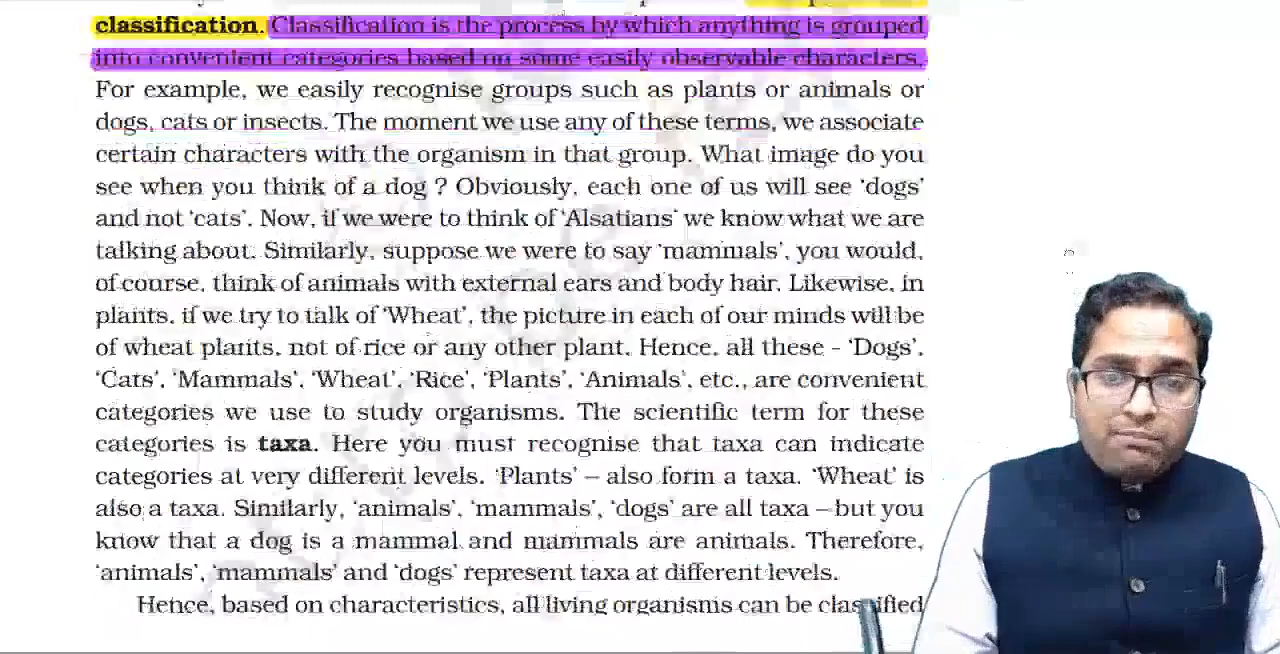 classification. Classification is the process by which anything is grouped
into convenient categories based on some easily observable characters.
For example, we easily recognise groups such as plants or animals or
dogs, cats or insects. The moment we use any of these terms, we associate
certain characters with the organism in that group. What image do you
see when you think of a dog ? Obviously, each one of us will see ‘dogs’
and not ‘cats’. Now, if we were to think of ‘Alsatians’ we know what we are
talking about. Similarly, suppose we were to say ‘mammals’, you would,
of course, think of animals with external ears and body hair. Likewise, in
plants, if we try to talk of ‘Wheat’, the picture in each of our minds will be
of wheat plants, not of rice or any other plant. Hence, all these - ‘Dogs’,
‘Cats’, ‘Mammals’, ‘Wheat’, ‘Rice’, ‘Plants’, ‘Animals’, etc., are convenient
categories we use to study organisms. The scientific term for these
categories is taxa. Here you must recognise that taxa can indicate
categories at very different levels. ‘Plants’ – also form a taxa. ‘Wheat’ is
also a taxa. Similarly, ‘animals’, ‘mammals’, ‘dogs’ are all taxa – but you
know that a dog is a mammal and mammals are animals. Therefore,
‘animals’, ‘mammals’ and ‘dogs’ represent taxa at different levels.
Hence, based on characteristics, all living organisms can be classified